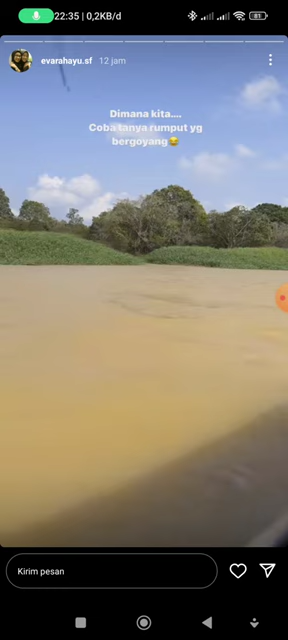 22:35 | 0,2KB/d
81
evarahayu.sf 12 jam
Dimana kita....
Coba tanya rumput yg
bergoyang😂
Kirim pesan